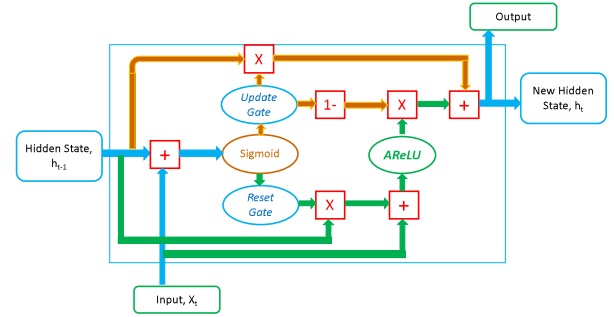 Output
X
Update
Gate
1-
X
+
New Hidden
State, ht
Hidden State,
ht-1
+
Sigmoid
AReLU
Reset
Gate
X
+
Input, Xt